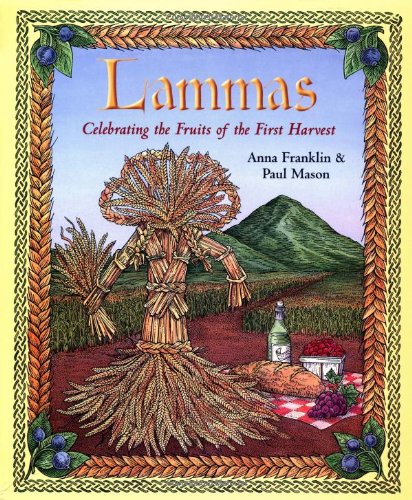 Lammas
Celebrating the Fruits of the First Harvest
Anna Franklin &
Paul Mason